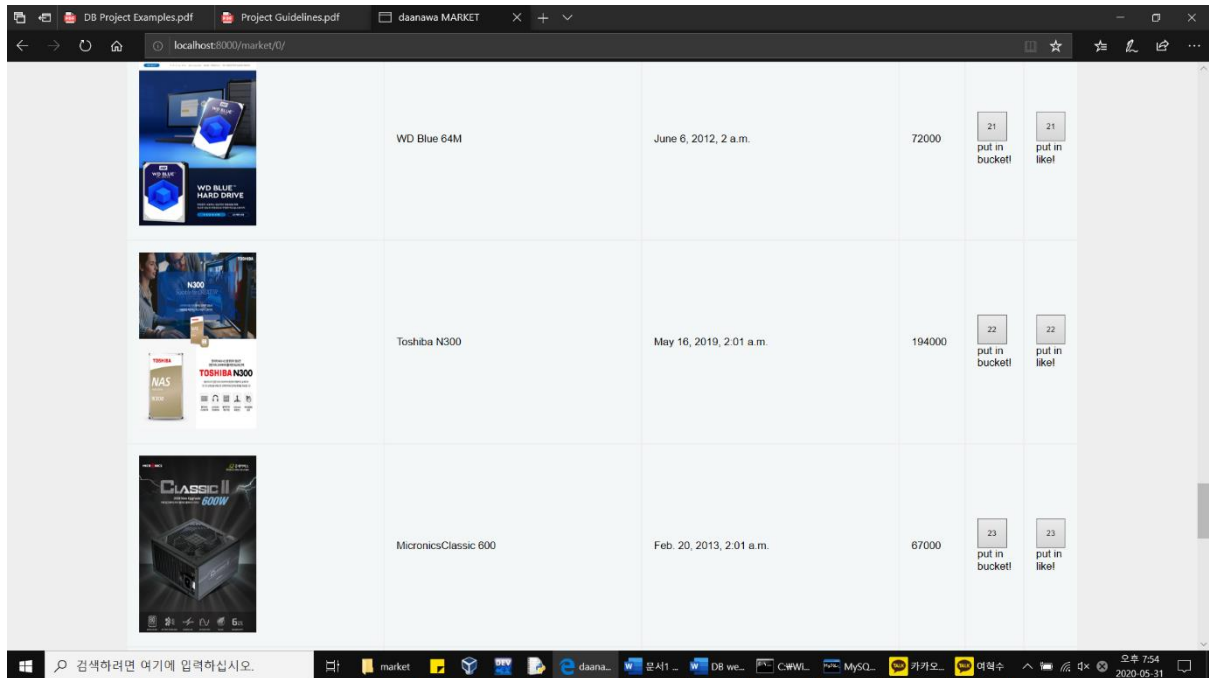 DB Project Examples.pdf
Project Guidelines.pdf
daanawa MARKET
localhost:8000/market/0/
WD BLUE
WD BLUE™
HARD DRIVE
WD Blue 64M
June 6, 2012, 2 a.m.
72000
21
put in
bucket!
21
put in
like!
TOSHIBA
N300
TOSHIBA
NAS
TOSHIBA N300
Toshiba N300
May 16, 2019, 2:01 a.m.
194000
22
put in
bucket!
22
put in
like!
MICRONICS
CLASSIC II
600W
MicronicsClassic 600
Feb. 20, 2013, 2:01 a.m.
67000
23
put in
bucket!
23
put in
like!
검색하려면 여기에 입력하십시오.
market
DEV
daana...
문서1 ...
DB we...
C:₩Wi...
MySQ...
카카오...
여혁수
오후 7:54
2020-05-31